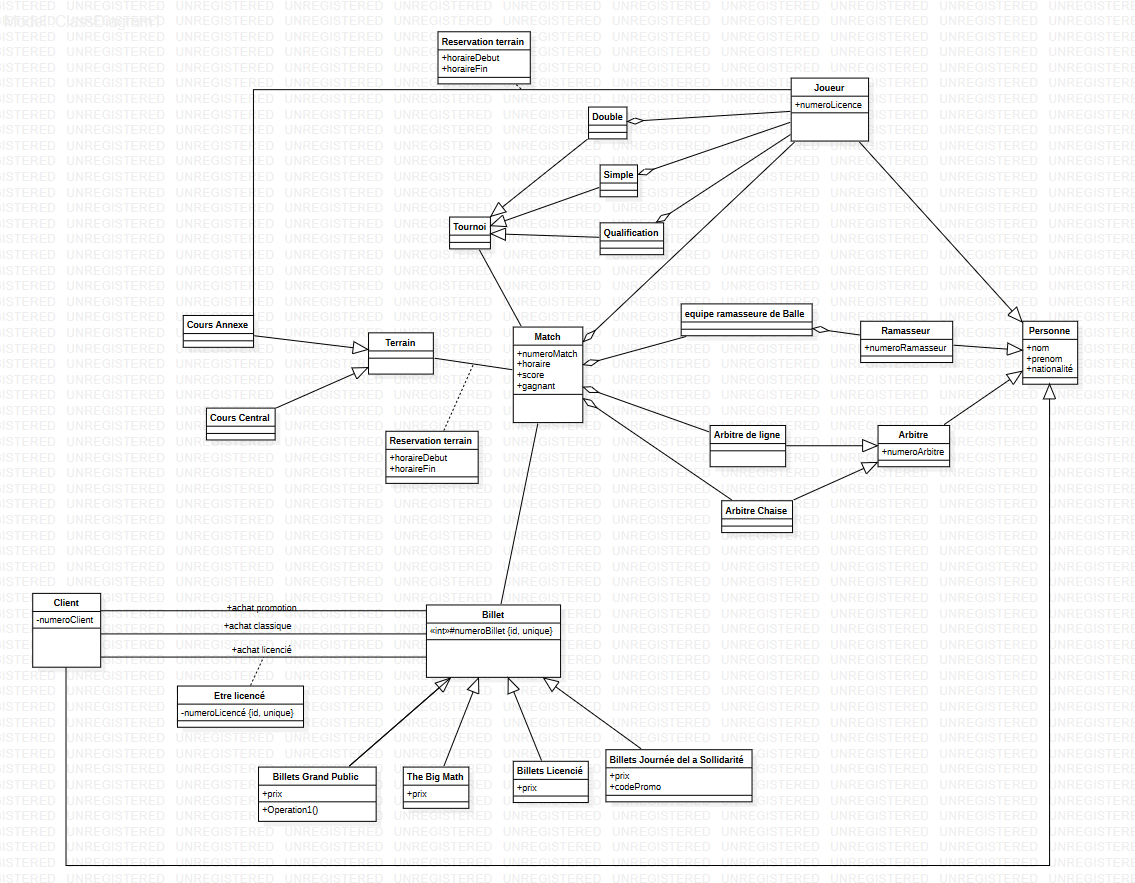 Model::ClassDiagram1
Reservation terrain
+horaireDebut
+horaireFin
Joueur
+numeroLicence
Double
Simple
Tournoi
Qualification
Cours Annexe
Terrain
Match
+numeroMatch
+horaire
+score
+gagnant
equipe ramasseure de Balle
Ramasseur
+numeroRamasseur
Personne
+nom
+prenom
+nationalité
Cours Central
Reservation terrain
+horaireDebut
+horaireFin
Arbitre de ligne
Arbitre
+numeroArbitre
Arbitre Chaise
Client
-numeroClient
+achat promotion
+achat classique
+achat licencié
Billet
«int»#numeroBillet {id, unique}
Etre licencé
-numeroLicencé {id, unique}
Billets Grand Public
+prix
+Operation1()
The Big Math
+prix
Billets Licencié
+prix
Billets Journée del a Sollidarité
+prix
+codePromo
UNREGISTERED